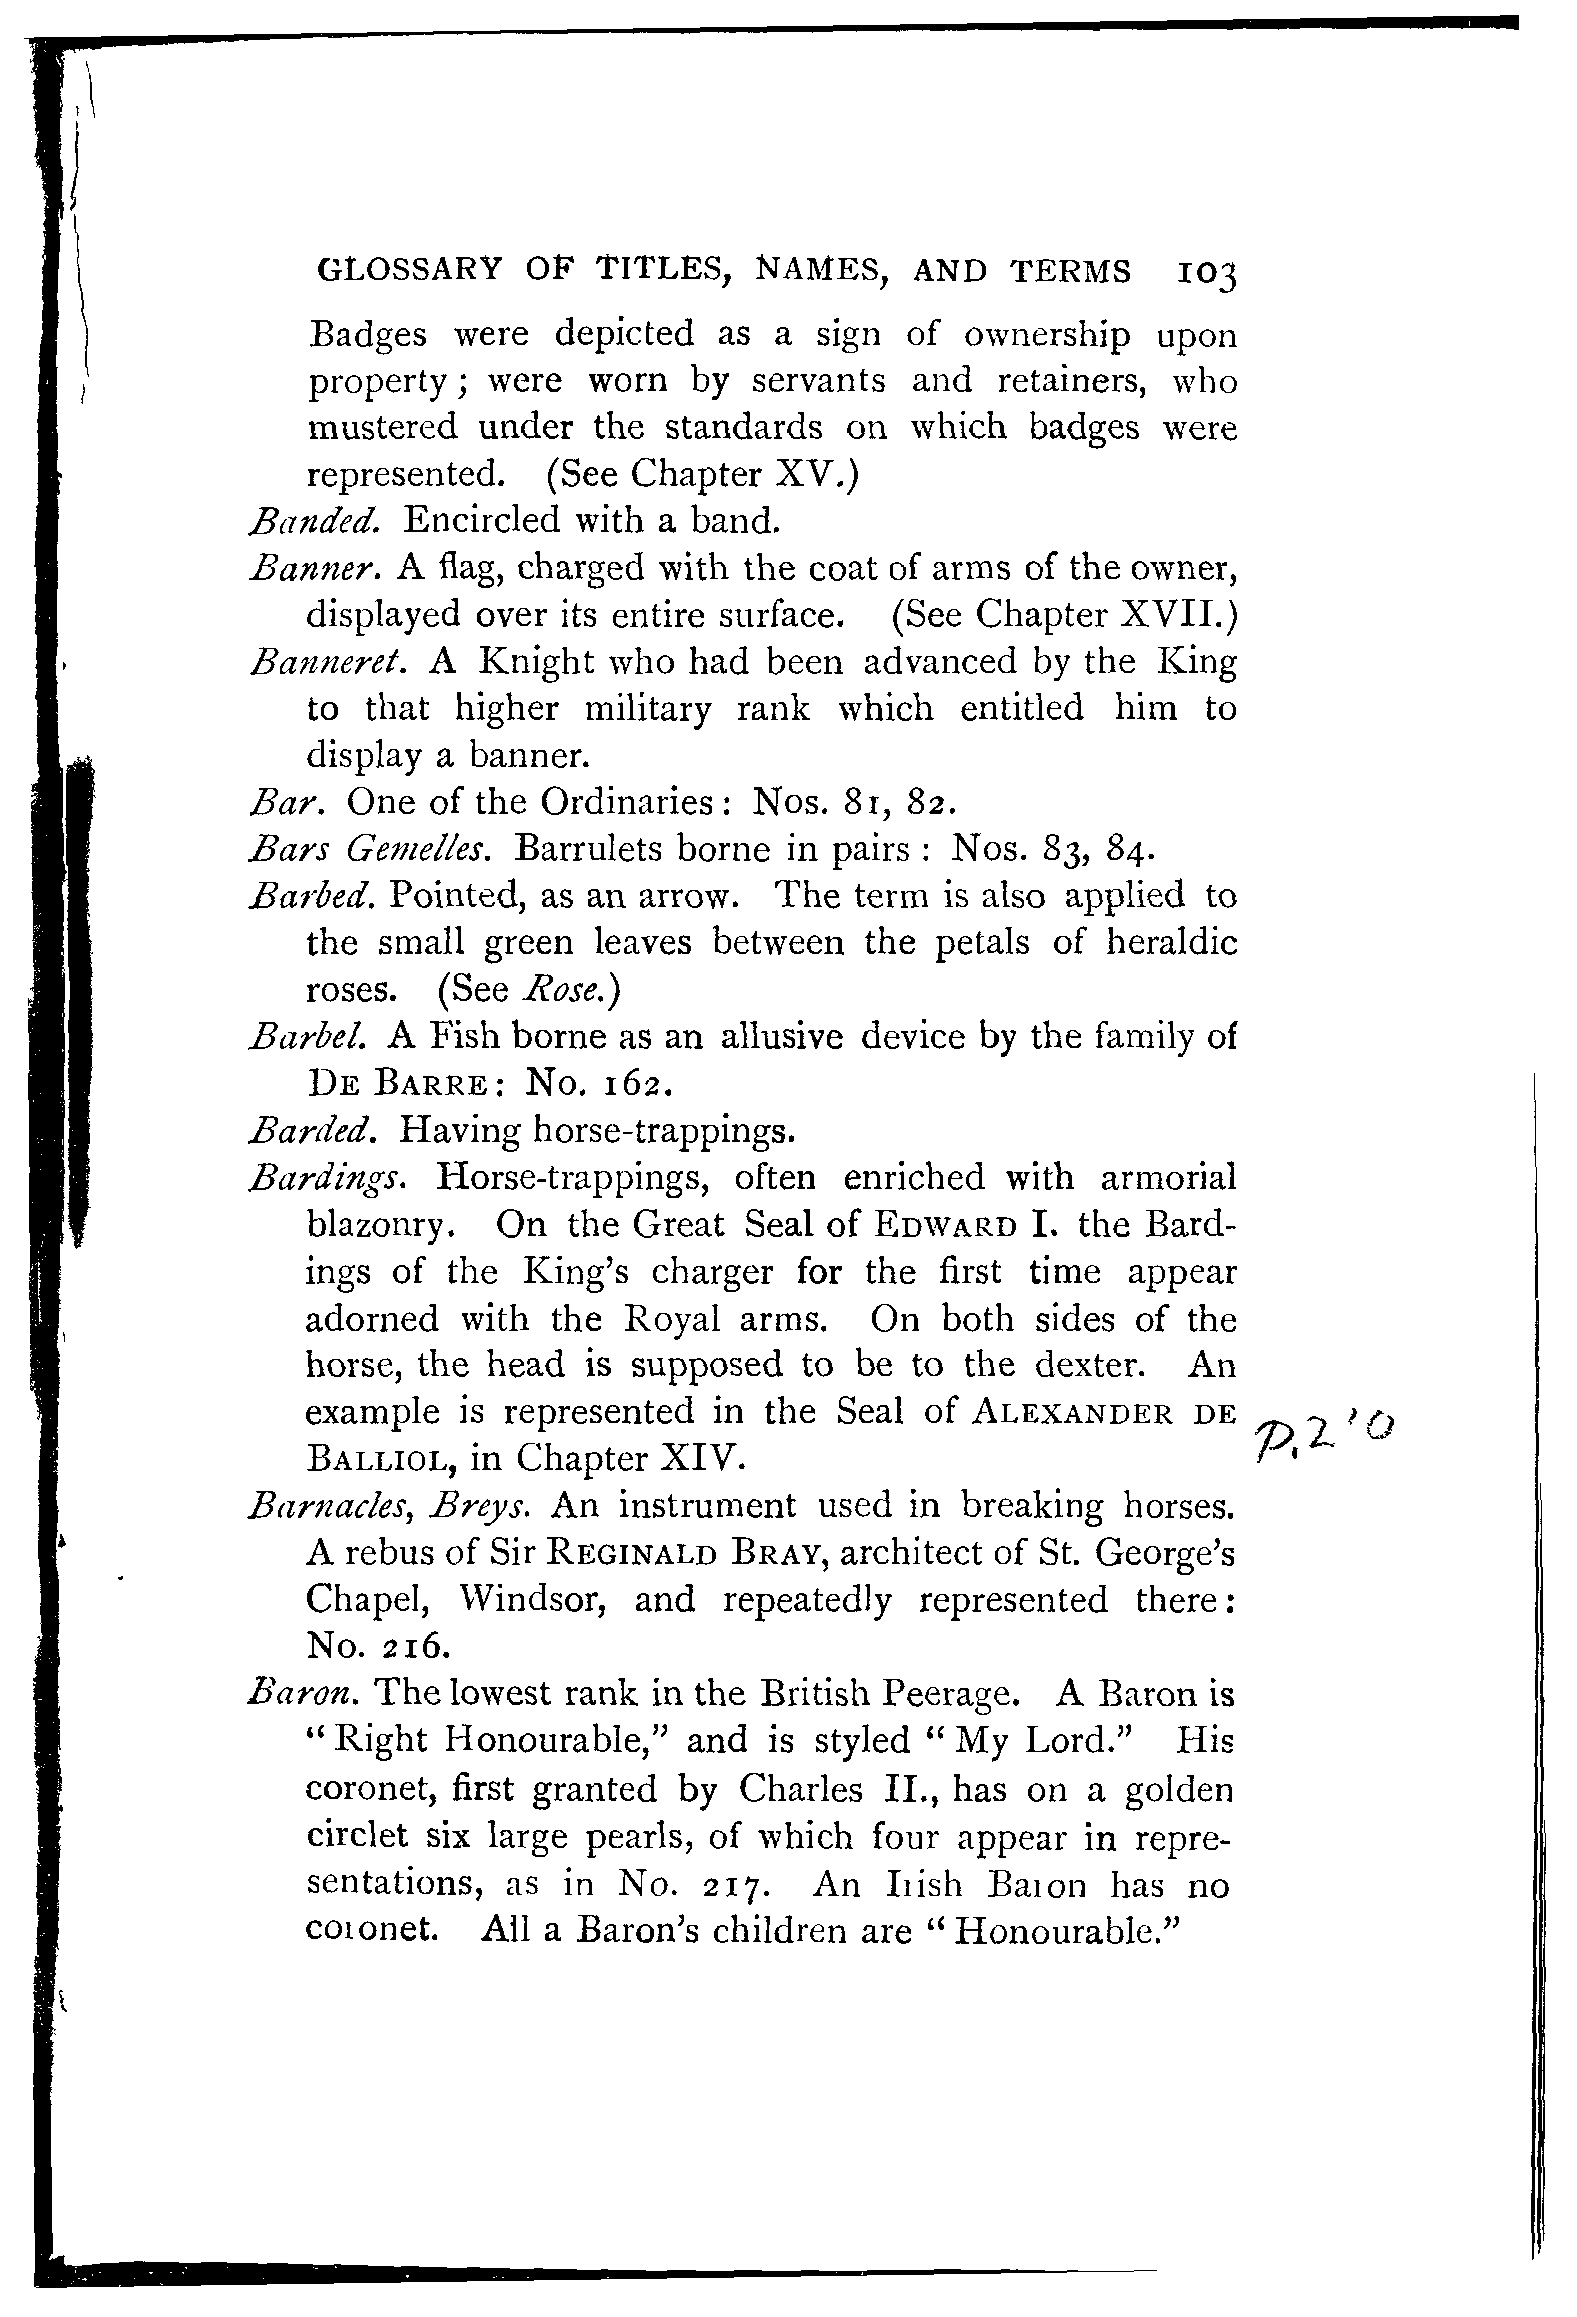 GLOSSARY OF TITLES, NAMES, AND TERMS 103
Badges were depicted as a sign of ownership upon
property; were worn by servants and retainers, who
mustered under the standards on which badges were
represented. (See Chapter XV.)
Banded. Encircled with a band.
Banner. A flag, charged with the coat of arms of the owner,
displayed over its entire surface. (See Chapter XVII.)
Banneret. A Knight who had been advanced by the King
to that higher military rank which entitled him to
display a banner.
Bar. One of the Ordinaries: Nos. 81, 82.
Bars Gemelles. Barrulets borne in pairs: Nos. 83, 84.
Barbed. Pointed, as an arrow. The term is also applied to
the small green leaves between the petals of heraldic
roses. (See Rose.)
Barbel. A Fish borne as an allusive device by the family of
DE BARRE: No. 162.
Barded. Having horse-trappings.
Bardings. Horse-trappings, often enriched with armorial
blazonry. On the Great Seal of EDWARD I. the Bard-
ings of the King's charger for the first time appear
adorned with the Royal arms. On both sides of the
horse, the head is supposed to be to the dexter. An
example is represented in the Seal of ALEXANDER DE
BALLIOL, in Chapter XIV.
Barnacles, Breys. An instrument used in breaking horses.
A rebus of Sir REGINALD BRAY, architect of St. George's
Chapel, Windsor, and repeatedly represented there:
No. 216.
Baron. The lowest rank in the British Peerage. A Baron is
"Right Honourable," and is styled "My Lord." His
coronet, first granted by Charles II., has on a golden
circlet six large pearls, of which four appear in repre-
sentations, as in No. 217. An Irish Baron has no
coronet. All a Baron's children are "Honourable."